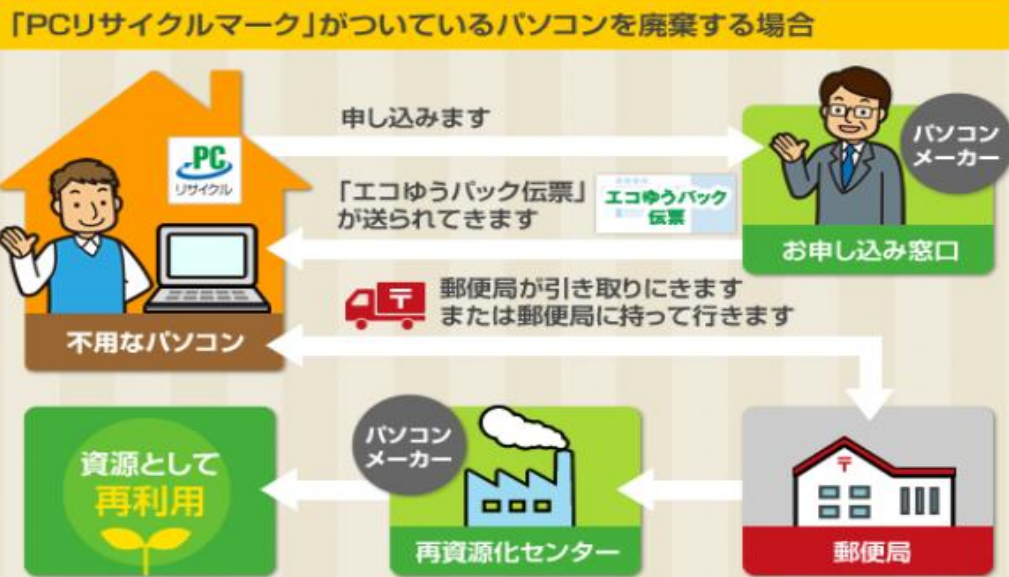 「PCリサイクルマーク」がついているパソコンを廃棄する場合
申し込みます
パソコン
メーカー
PC
リサイクル
「エコゆうパック伝票」
が送られてきます
エコゆうパック
伝票
お申し込み窓口
郵便局が引き取りにきます
または郵便局に持って行きます
不用なパソコン
パソコン
メーカー
資源として
再利用
再資源化センター
郵便局